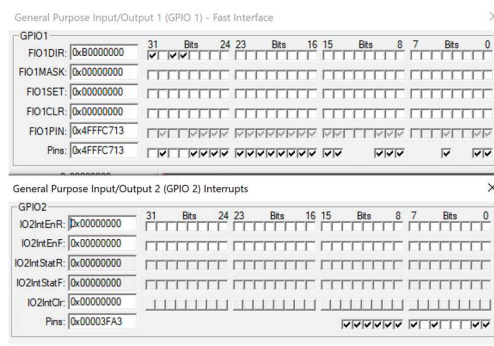 General Purpose Input/Output 1 (GPIO 1) - Fast Interface
GPIO1
31 Bits 24 23 Bits 16 15 Bits 8 7 Bits 0
FIO1DIR: 0xB0000000
FIO1MASK: 0x00000000
FIO1SET: 0x00000000
FIO1CLR: 0x00000000
FIO1PIN: 0x4FFFC713
Pins: 0x4FFFC713
General Purpose Input/Output 2 (GPIO 2) Interrupts
GPIO2
31 Bits 24 23 Bits 16 15 Bits 8 7 Bits 0
IO2IntEnR: 0x00000000
IO2IntEnF: 0x00000000
IO2IntStatR: 0x00000000
IO2IntStatF: 0x00000000
IO2IntClr: 0x00000000
Pins: 0x00003FA3